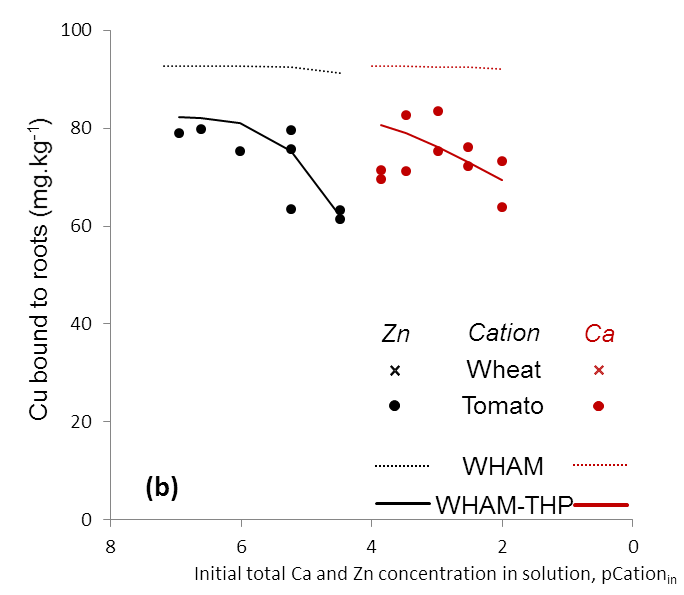 100
80
60
40
20
0
Cu bound to roots (mg.kg-1)
Zn Cation Ca
Wheat
Tomato
WHAM
WHAM-THP
(b)
8 6 4 2 0
Initial total Ca and Zn concentration in solution, pCationin